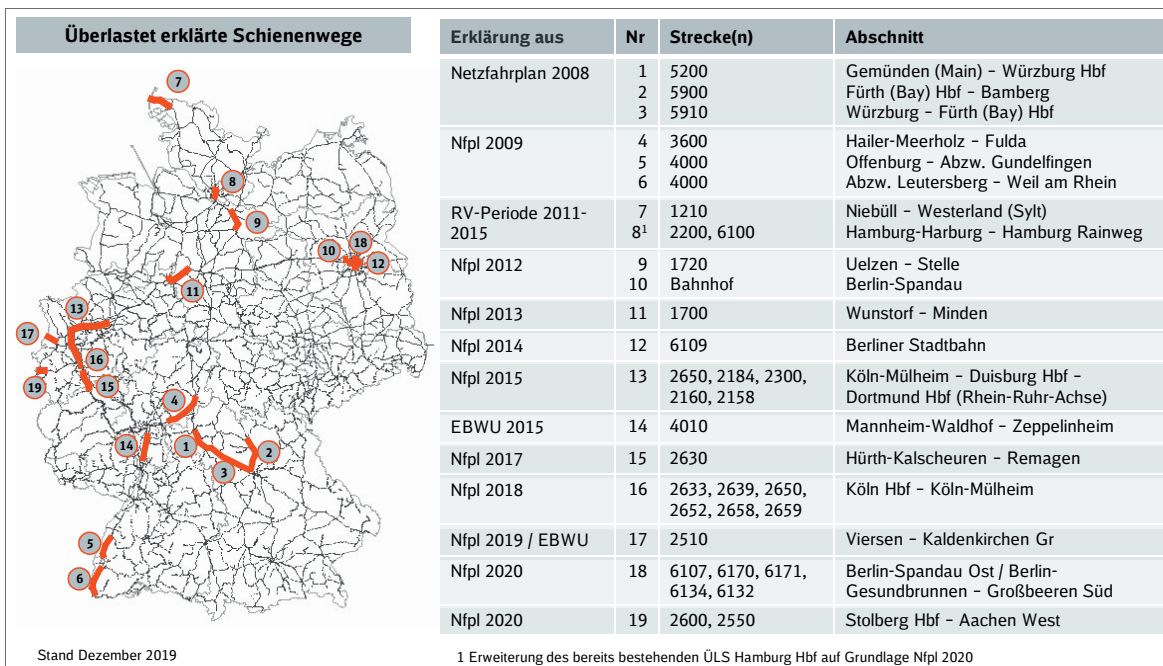 Überlastet erklärte Schienenwege
7
8
9
10
18
12
11
13
17
16
19
15
4
14
1
2
3
5
6
Stand Dezember 2019
Erklärung aus Nr Strecke(n) Abschnitt
Netzfahrplan 2008 1 5200 Gemünden (Main) – Würzburg Hbf
2 5900 Fürth (Bay) Hbf – Bamberg
3 5910 Würzburg – Fürth (Bay) Hbf
Nfpl 2009 4 3600 Hailer-Meerholz – Fulda
5 4000 Offenburg – Abzw. Gundelfingen
6 4000 Abzw. Leutersberg – Weil am Rhein
RV-Periode 2011- 7 1210 Niebüll – Westerland (Sylt)
2015 8¹ 2200, 6100 Hamburg-Harburg – Hamburg Rainweg
Nfpl 2012 9 1720 Uelzen – Stelle
10 Bahnhof Berlin-Spandau
Nfpl 2013 11 1700 Wunstorf – Minden
Nfpl 2014 12 6109 Berliner Stadtbahn
Nfpl 2015 13 2650, 2184, 2300, Köln-Mülheim – Duisburg Hbf –
2160, 2158 Dortmund Hbf (Rhein-Ruhr-Achse)
EBWU 2015 14 4010 Mannheim-Waldhof – Zeppelinheim
Nfpl 2017 15 2630 Hürth-Kalscheuren – Remagen
Nfpl 2018 16 2633, 2639, 2650, Köln Hbf – Köln-Mülheim
2652, 2658, 2659
Nfpl 2019 / EBWU 17 2510 Viersen – Kaldenkirchen Gr
Nfpl 2020 18 6107, 6170, 6171, Berlin-Spandau Ost / Berlin-
6134, 6132 Gesundbrunnen – Großbeeren Süd
Nfpl 2020 19 2600, 2550 Stolberg Hbf – Aachen West
1 Erweiterung des bereits bestehenden ÜLS Hamburg Hbf auf Grundlage Nfpl 2020